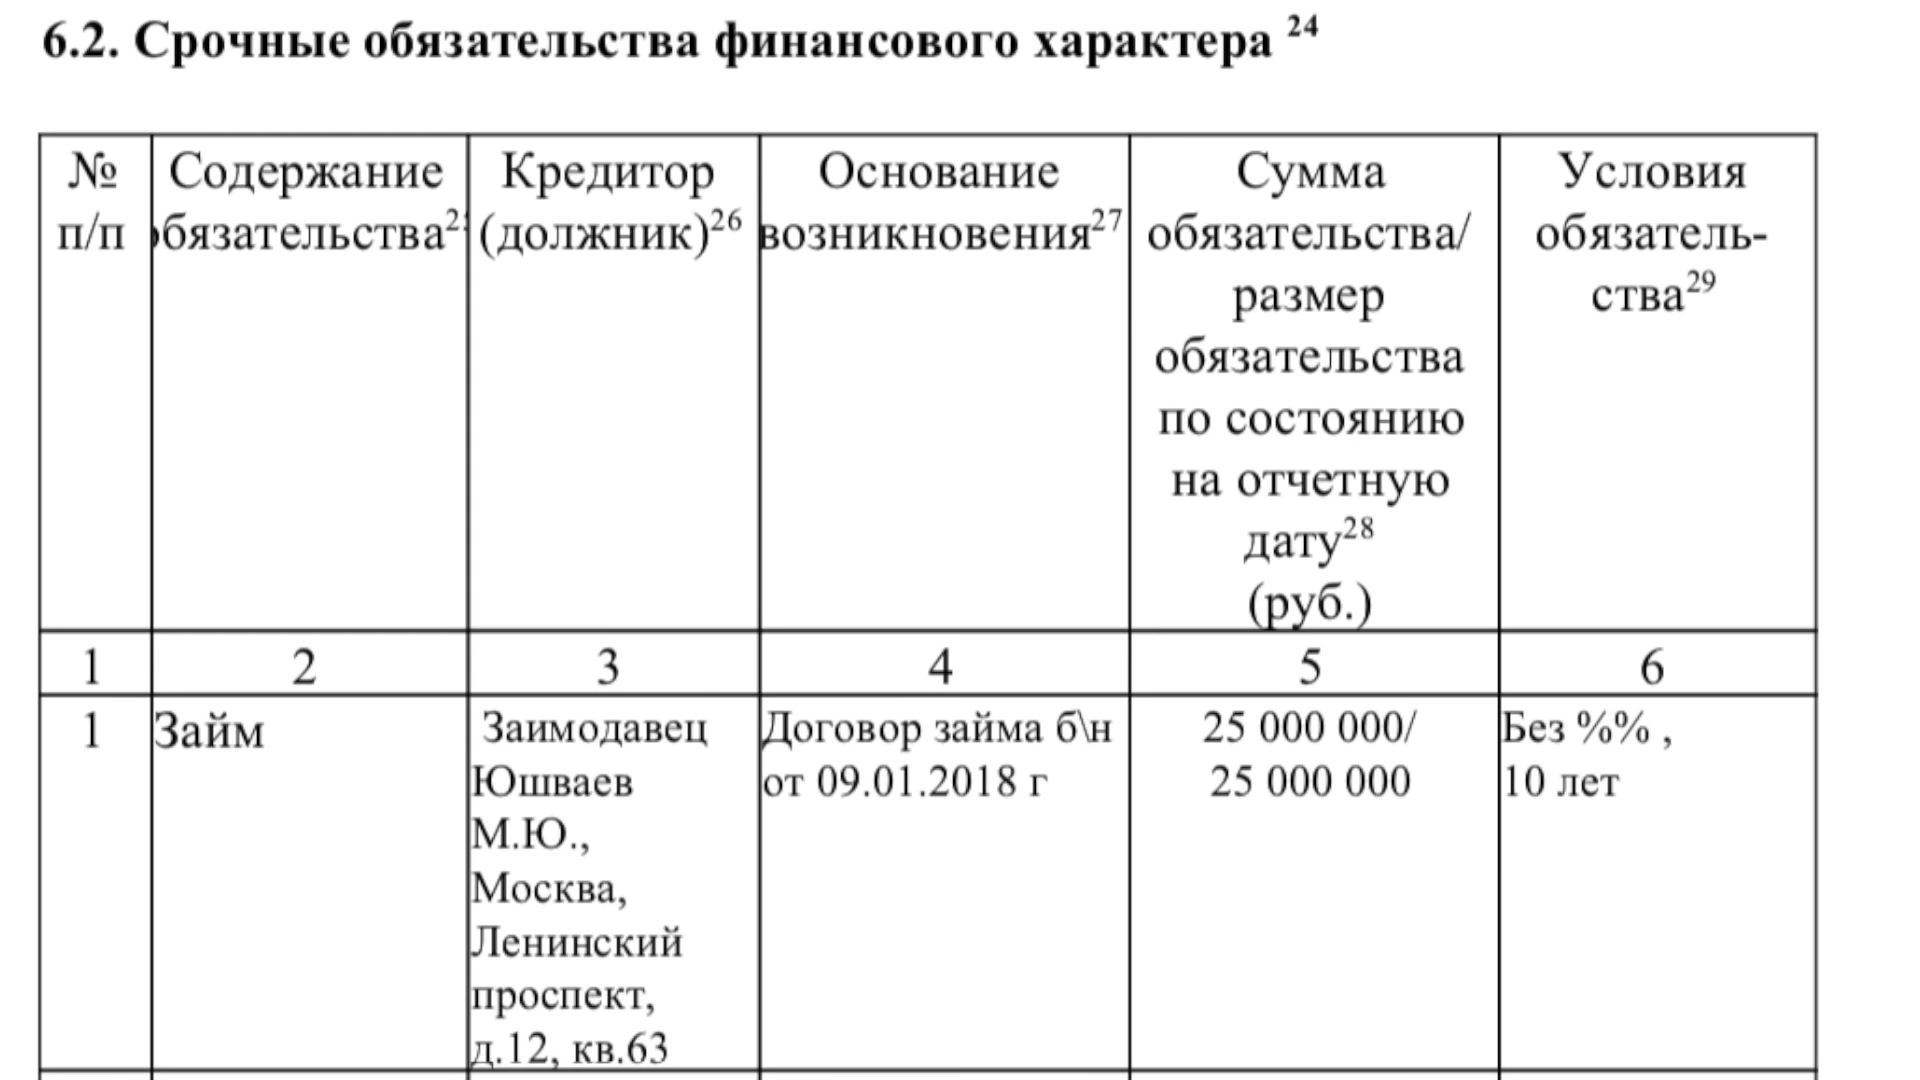 6.2. Срочные обязательства финансового характера 24
№
п/п
Содержание
обязательства2
Кредитор
(должник)26
Основание
возникновения27
Сумма
обязательства/
размер
обязательства
по состоянию
на отчетную
дату28
(руб.)
Условия
обязатель-
ства29
1 2 3 4 5 6
1
Займ
Заимодавец
Юшваев
М.Ю.,
Москва,
Ленинский
проспект,
д.12, кв.63
Договор займа б\н
от 09.01.2018 г
25 000 000/
25 000 000
Без %% ,
10 лет